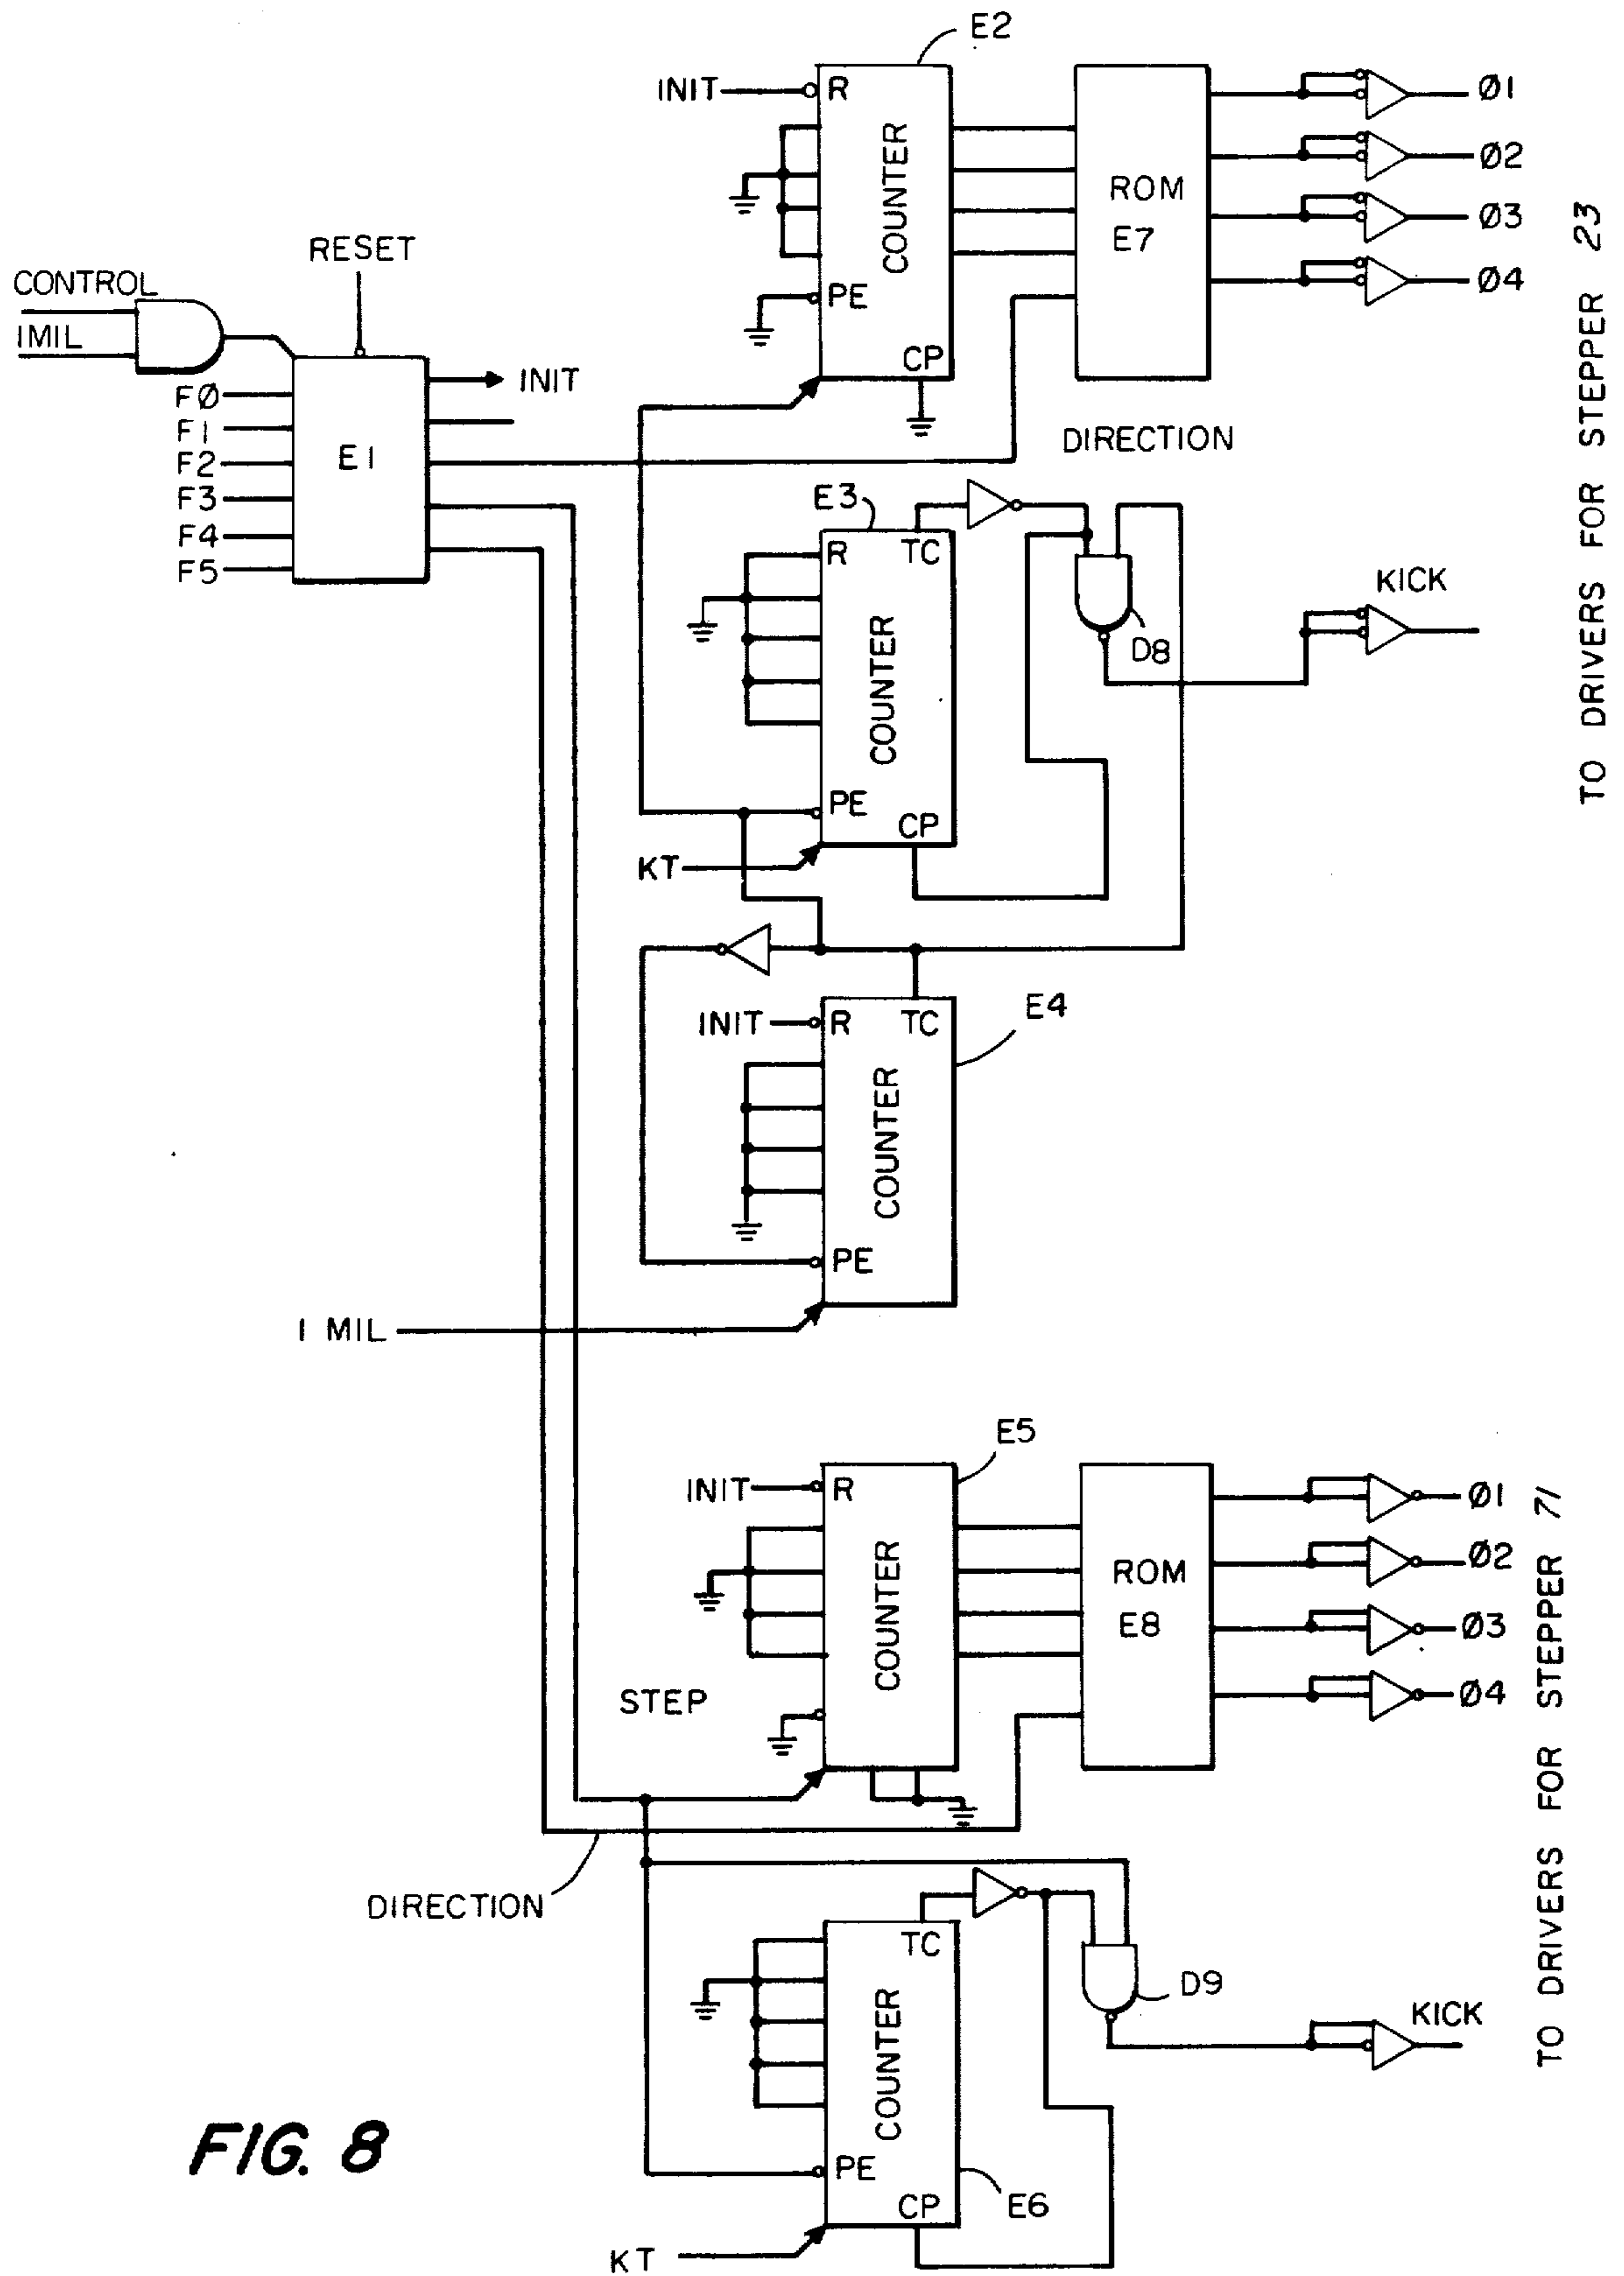 E2
INIT
R
COUNTER
PE
CP
ROM
E7
Ø1
Ø2
Ø3
Ø4
TO DRIVERS FOR STEPPER 23
RESET
CONTROL
IMIL
INIT
FØ
F1
F2
F3
F4
F5
E1
DIRECTION
E3
R
TC
COUNTER
PE
CP
D8
KICK
KT
E4
INIT
R
TC
COUNTER
PE
1 MIL
E5
INIT
R
COUNTER
ROM
E8
Ø1
Ø2
Ø3
Ø4
TO DRIVERS FOR STEPPER 71
STEP
DIRECTION
TC
COUNTER
D9
KICK
PE
CP
E6
KT
FIG. 8